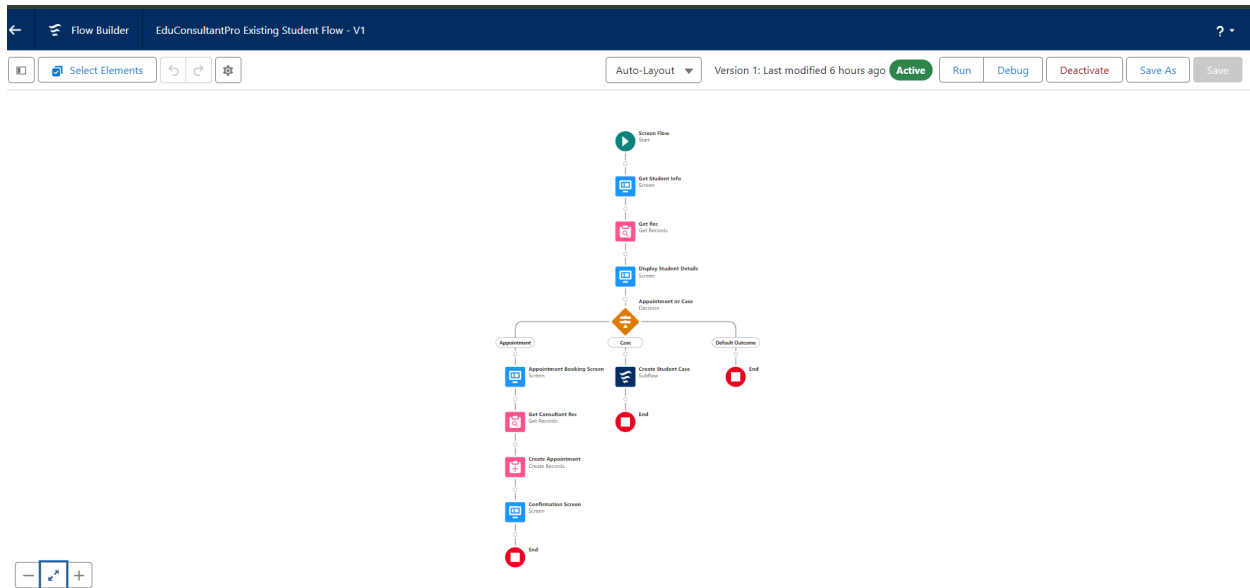 Flow Builder
EduConsultantPro Existing Student Flow - V1
?
Select Elements
Auto-Layout
Version 1: Last modified 6 hours ago
Active
Run
Debug
Deactivate
Save As
Save
Screen Flow
Start
Get Student Info
Screen
Get Rec
Get Records
Display Student Details
Screen
Appointment or Case
Decision
Appointment
Case
Default Outcome
Appointment Booking Screen
Screen
Create Student Case
Subflow
End
Get Consultant Rec
Get Records
End
Create Appointment
Create Records
Confirmation Screen
Screen
End